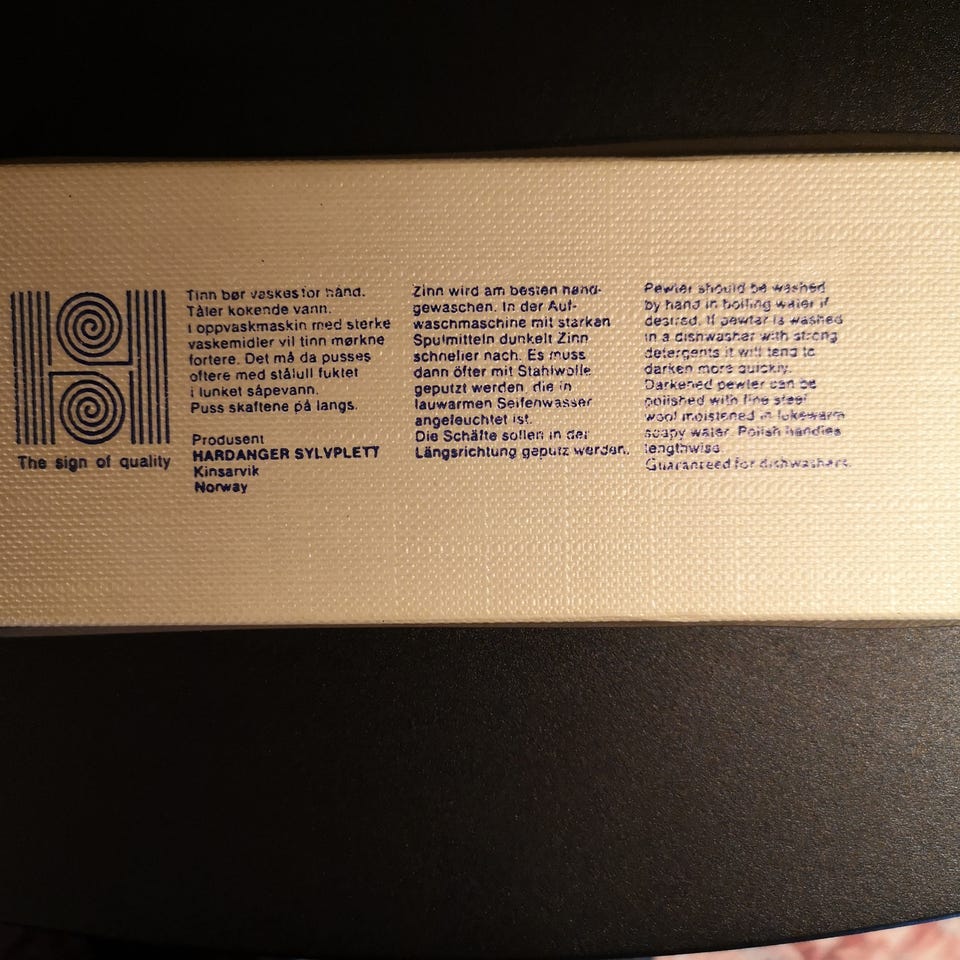 The sign of quality
Tinn bør vaskes for hånd.
Tåler kokende vann.
I oppvaskmaskin med sterke
vaskemidler vil tinn mørkne
fortere. Det må da pusses
oftere med stålull fuktet
i lunket såpevann.
Puss skaftene på langs.
Produsent
HARDANGER SYLVPLETT
Kinsarvik
Norway
Zinn wird am besten hand-
gewaschen. In der Auf-
waschmaschine mit starken
Spulmitteln dunkelt Zinn
schneller nach. Es muss
dann öfter mit Stahlwolle
geputzt werden, die in
lauwarmen Seifenwasser
angefeuchtet ist.
Die Schäfte sollen in der
Längsrichtung geputz werden.
Pewter should be washed
by hand in boiling water if
desired. If pewter is washed
in a dishwasher with strong
detergents it will tend to
darken more quickly.
Darkened pewter can be
polished with fine steel
wool moistened in lukewarm
soapy water. Polish handles
lengthwise.
Guaranteed for dishwashers.